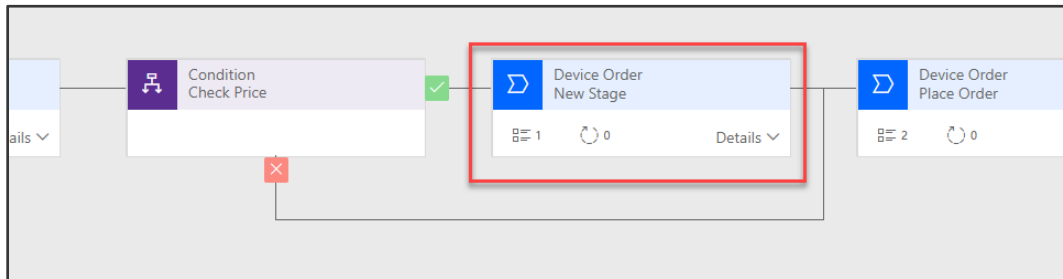 ails
Condition
Check Price
Device Order
New Stage
1 0 Details
Device Order
Place Order
2 0